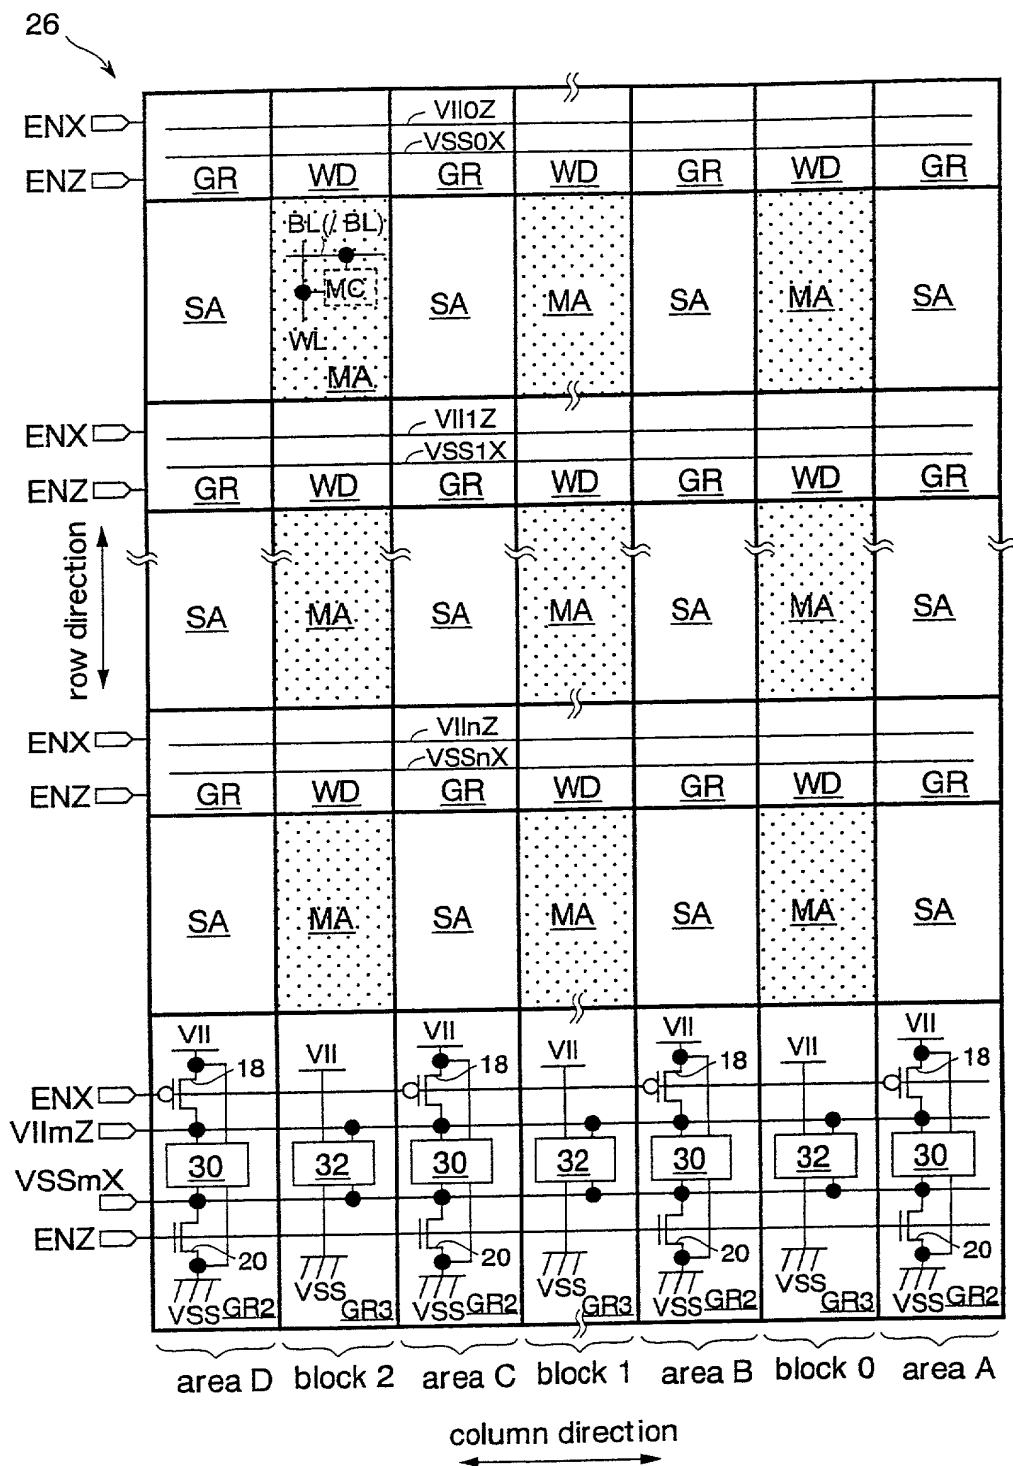 26
ENX
VII0Z
VSS0X
ENZ
GR WD GR WD GR WD GR
BL(/ BL)
MC
WL
MA
SA SA MA SA MA SA
ENX
VII1Z
VSS1X
ENZ
GR WD GR WD GR WD GR
row direction
SA MA SA MA SA MA SA
ENX
VIInZ
VSSnX
ENZ
GR WD GR WD GR WD GR
SA MA SA MA SA MA SA
VII VII VII VII VII VII VII
18 18 18 18
ENX
VIImZ
30 32 30 32 30 32 30
VSSmX
ENZ
20 20 20 20
VSS VSS VSS VSS VSS VSS VSS
GR2 GR3 GR2 GR3 GR2 GR3 GR2
area D block 2 area C block 1 area B block 0 area A
column direction